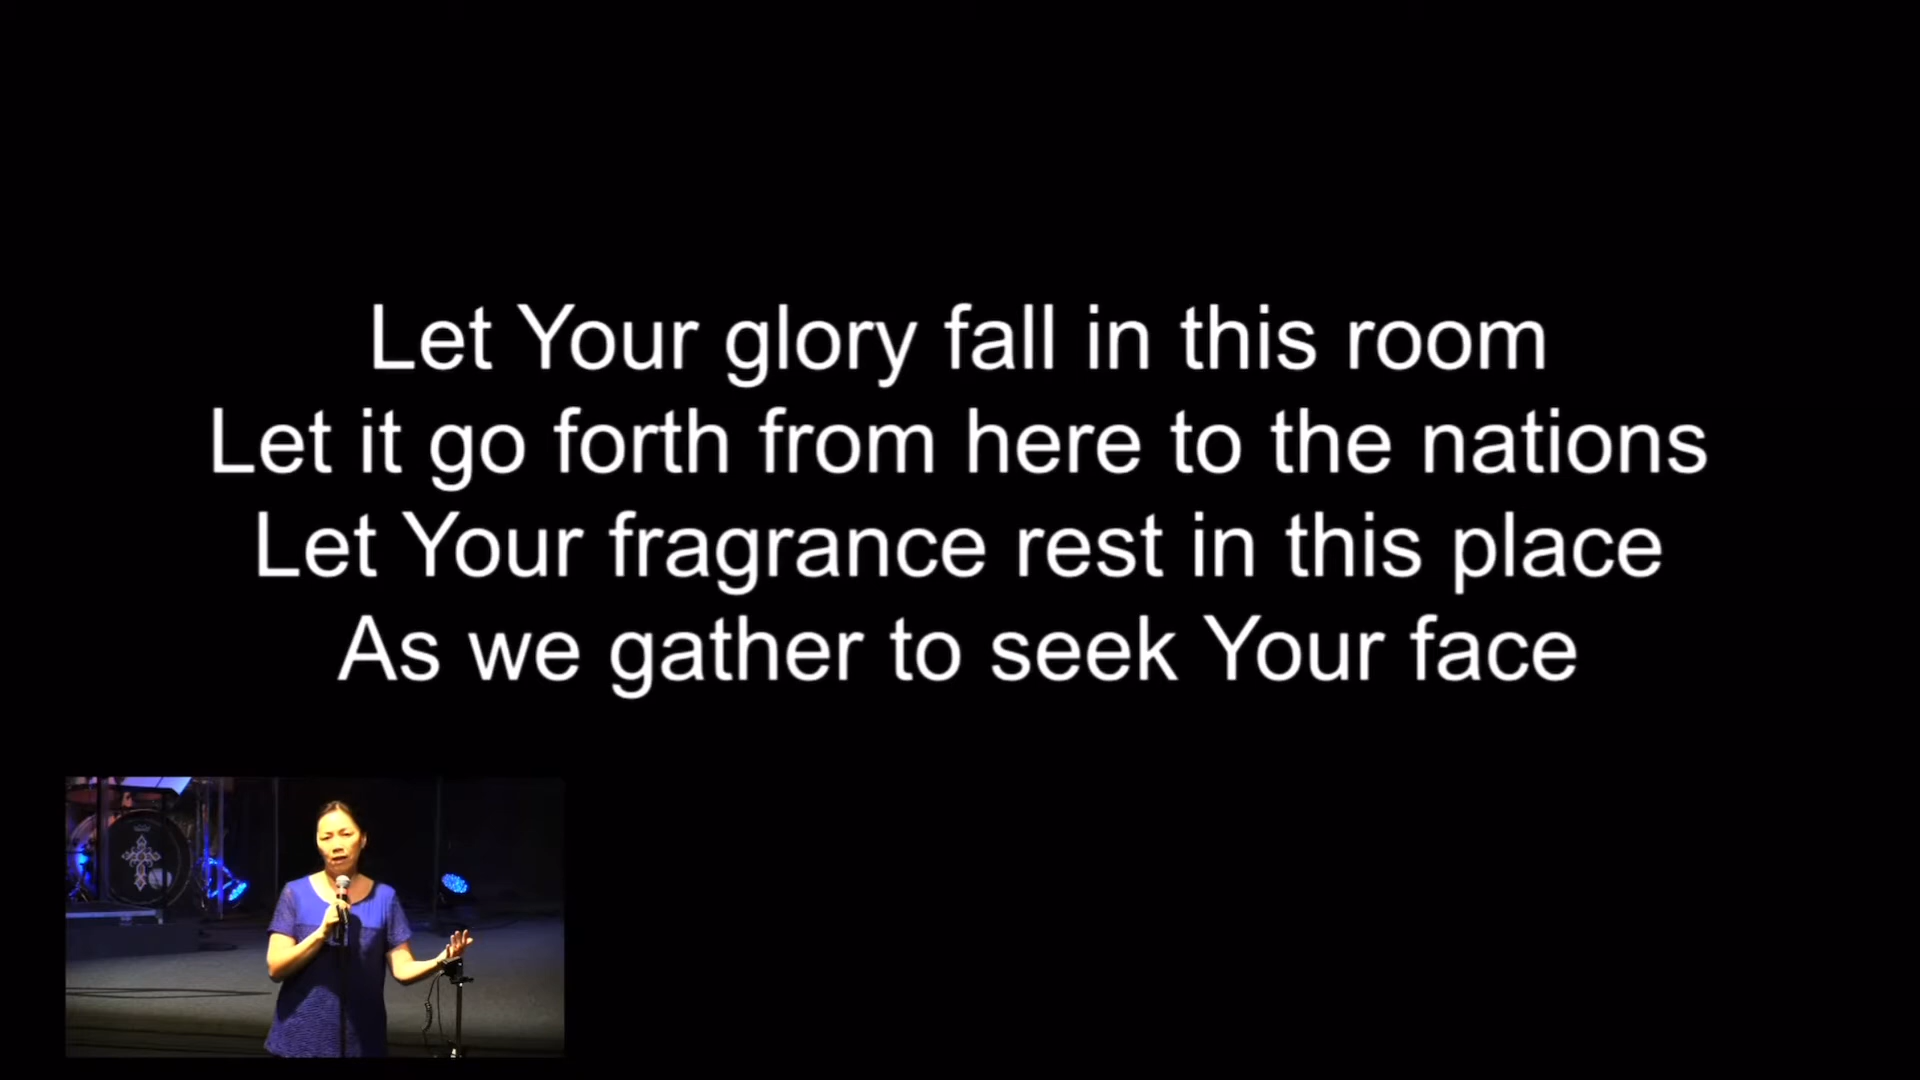 Let Your glory fall in this room
Let it go forth from here to the nations
Let Your fragrance rest in this place
As we gather to seek Your face